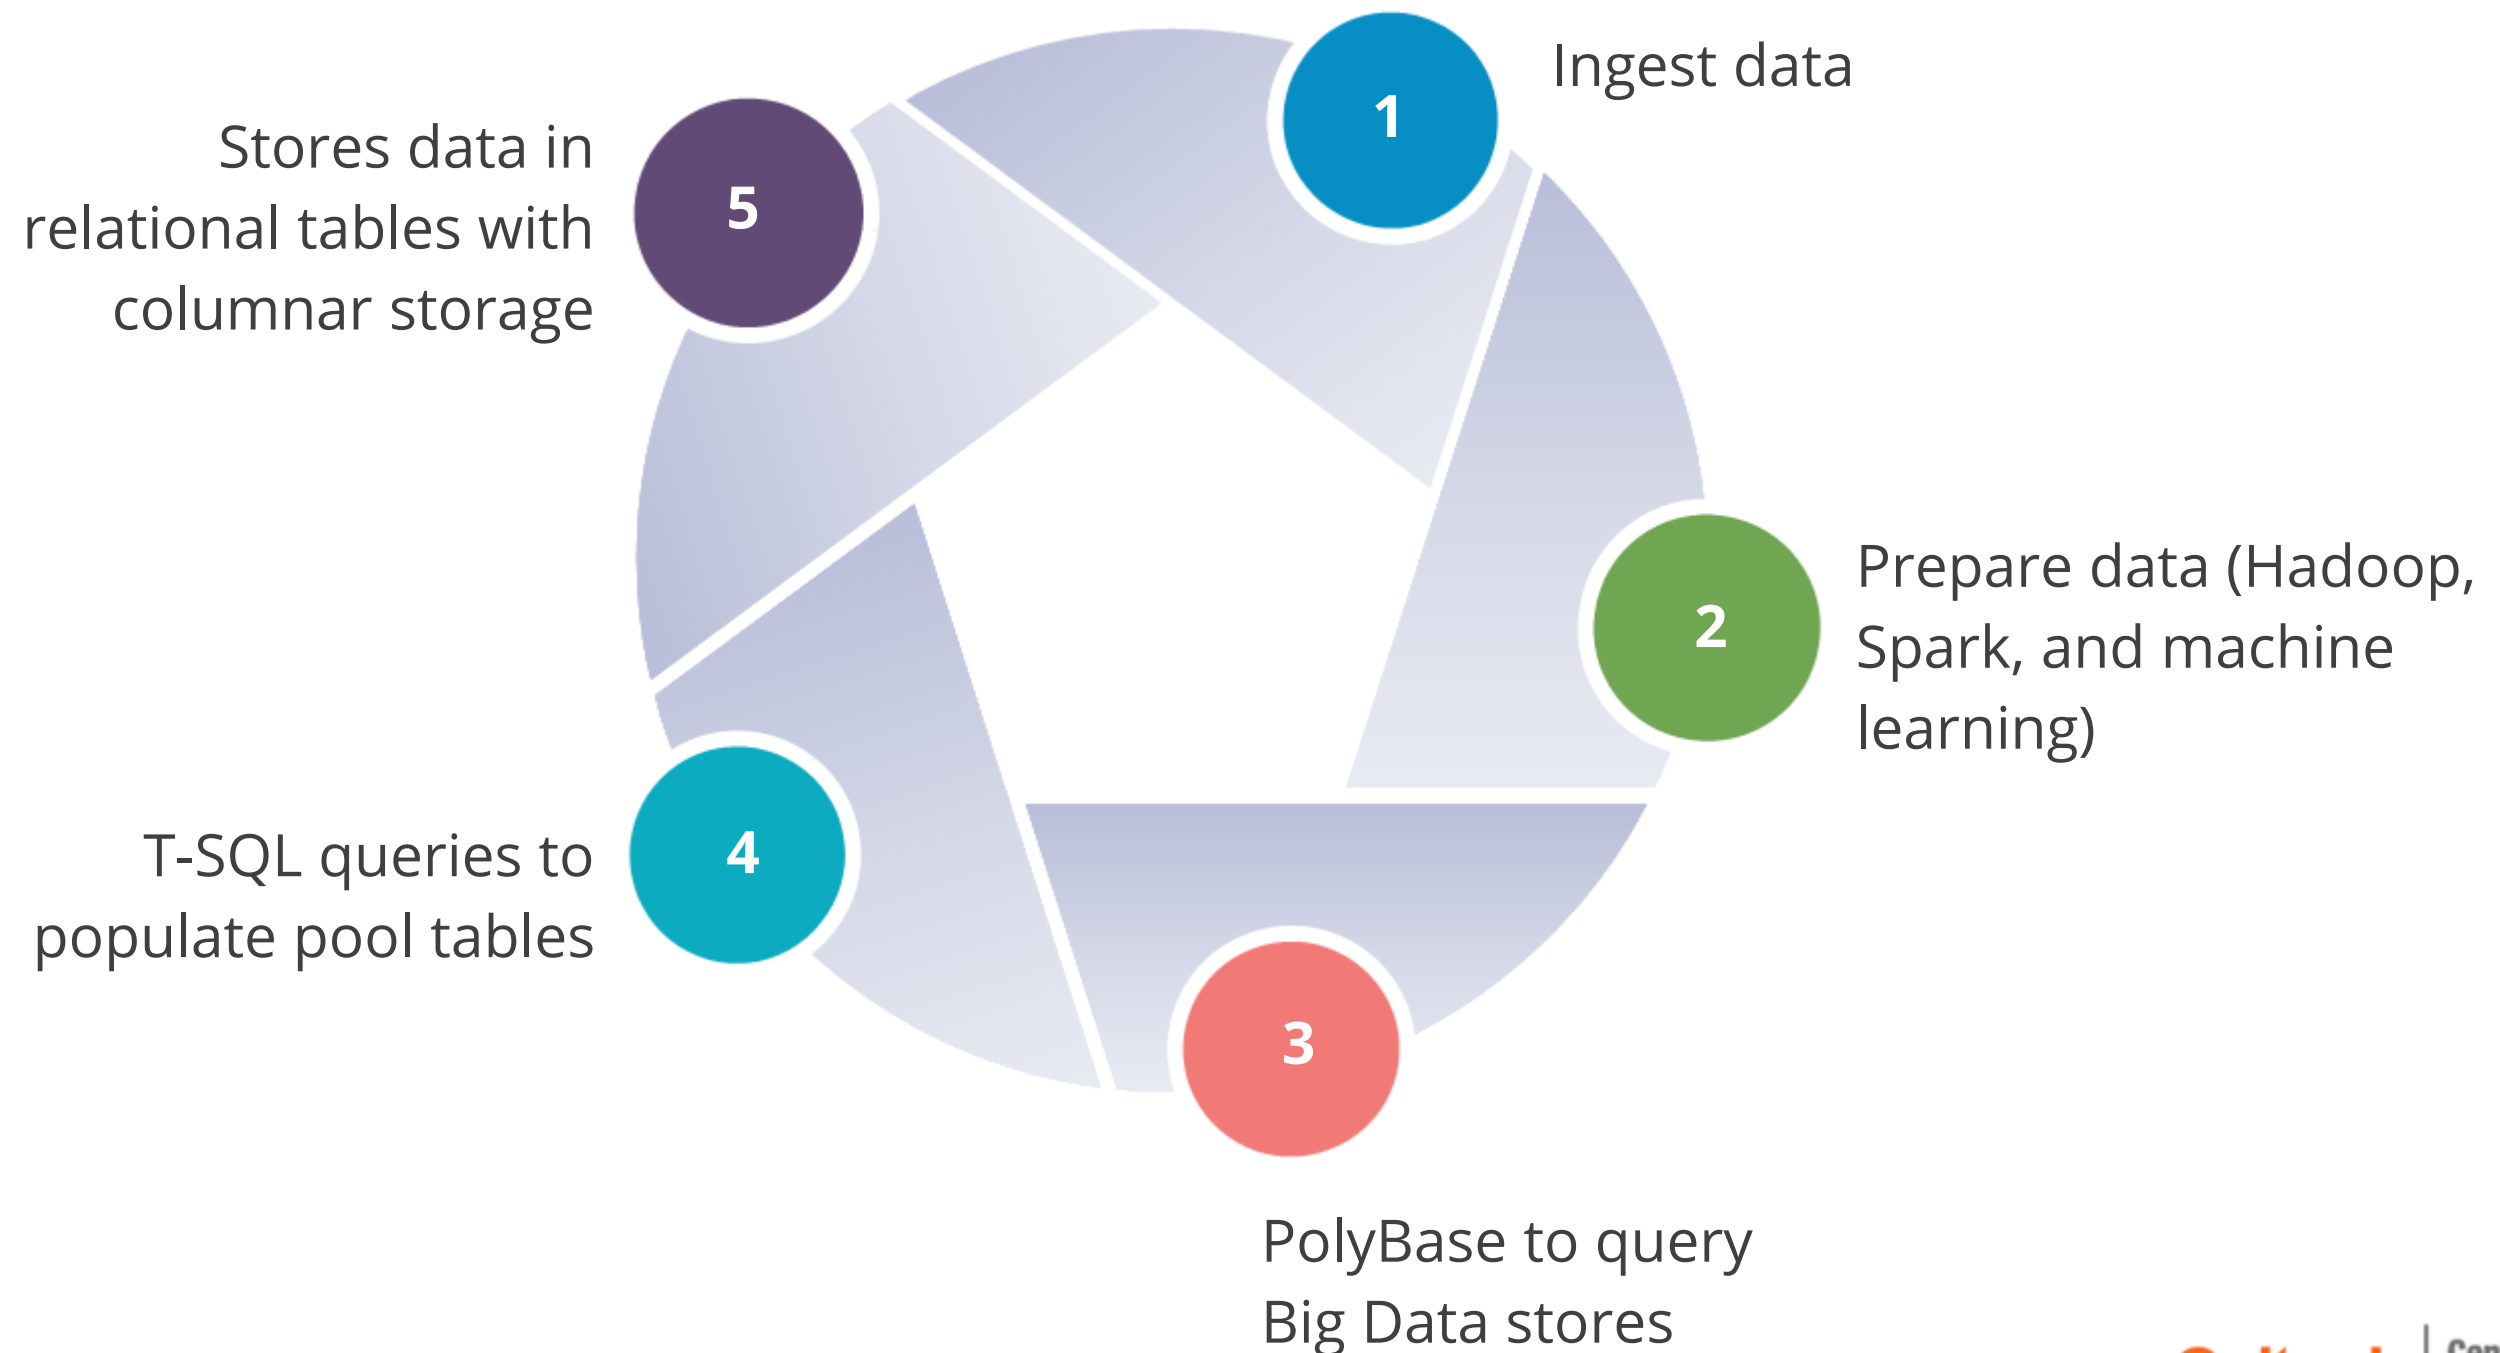 1
Ingest data
2
Prepare data (Hadoop,
Spark, and machine
learning)
3
PolyBase to query
Big Data stores
4
T-SQL queries to
populate pool tables
5
Stores data in
relational tables with
columnar storage